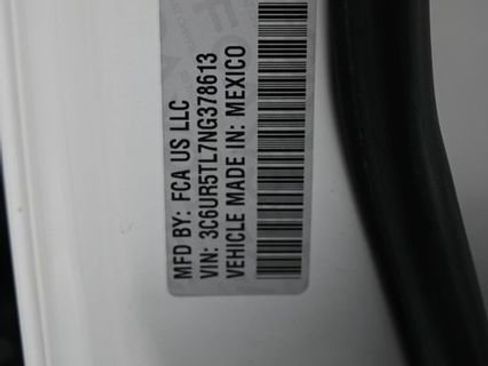 MFD BY: FCA US LLC
VIN: 3C6UR5TL7NG378613
VEHICLE MADE IN: MEXICO